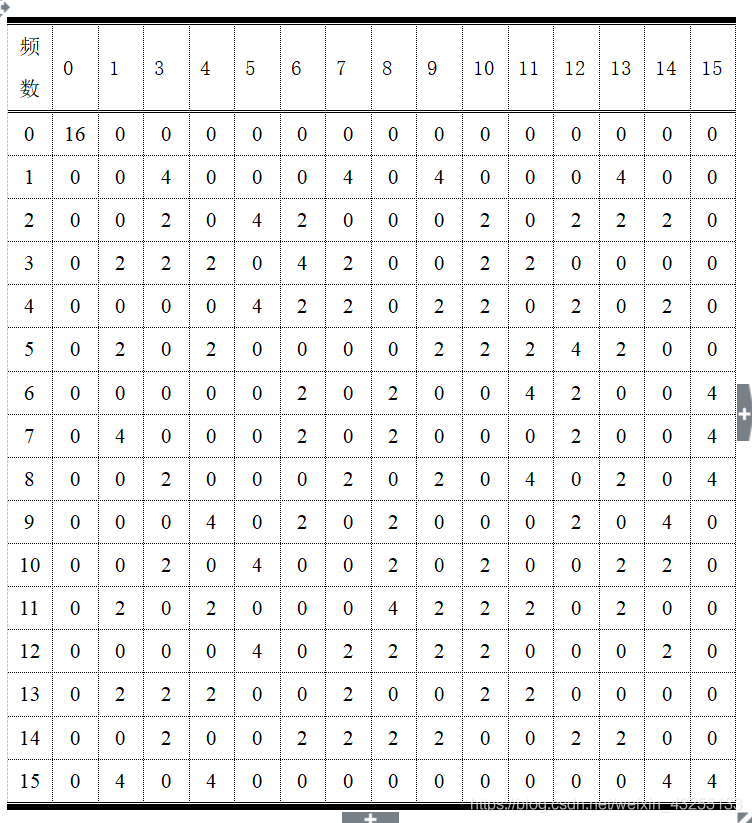 频数 0 1 3 4 5 6 7 8 9 10 11 12 13 14 15
0 16 0 0 0 0 0 0 0 0 0 0 0 0 0 0
1 0 0 4 0 0 0 4 0 4 0 0 0 4 0 0
2 0 0 2 0 4 2 0 0 0 2 0 2 2 2 0
3 0 2 2 2 0 4 2 0 0 2 2 0 0 0 0
4 0 0 0 0 4 2 2 0 2 2 0 2 0 2 0
5 0 2 0 2 0 0 0 0 2 2 2 4 2 0 0
6 0 0 0 0 0 2 0 2 0 0 4 2 0 0 4
7 0 4 0 0 0 2 0 2 0 0 0 2 0 0 4
8 0 0 2 0 0 0 2 0 2 0 4 0 2 0 4
9 0 0 0 4 0 2 0 2 0 0 0 2 0 4 0
10 0 0 2 0 4 0 0 2 0 2 0 0 2 2 0
11 0 2 0 2 0 0 0 4 2 2 2 0 2 0 0
12 0 0 0 0 4 0 2 2 2 2 0 0 0 2 0
13 0 2 2 2 0 0 2 0 0 2 2 0 0 0 0
14 0 0 2 0 0 2 2 2 2 0 0 2 2 0 0
15 0 4 0 4 0 0 0 0 0 0 0 0 0 4 4
https://blog.csdn.net/weixin_43255133